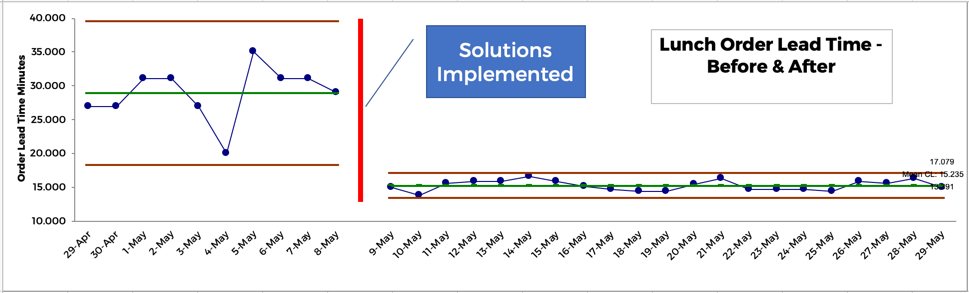 40.000
35.000
30.000
25.000
20.000
15.000
10.000
Order Lead Time Minutes
Solutions
Implemented
Lunch Order Lead Time -
Before & After
17.079
Mean CL: 15.235
13.391
29-Apr
30-Apr
1-May
2-May
3-May
4-May
5-May
6-May
7-May
8-May
9-May
10-May
11-May
12-May
13-May
14-May
15-May
16-May
17-May
18-May
19-May
20-May
21-May
22-May
23-May
24-May
25-May
26-May
27-May
28-May
29-May